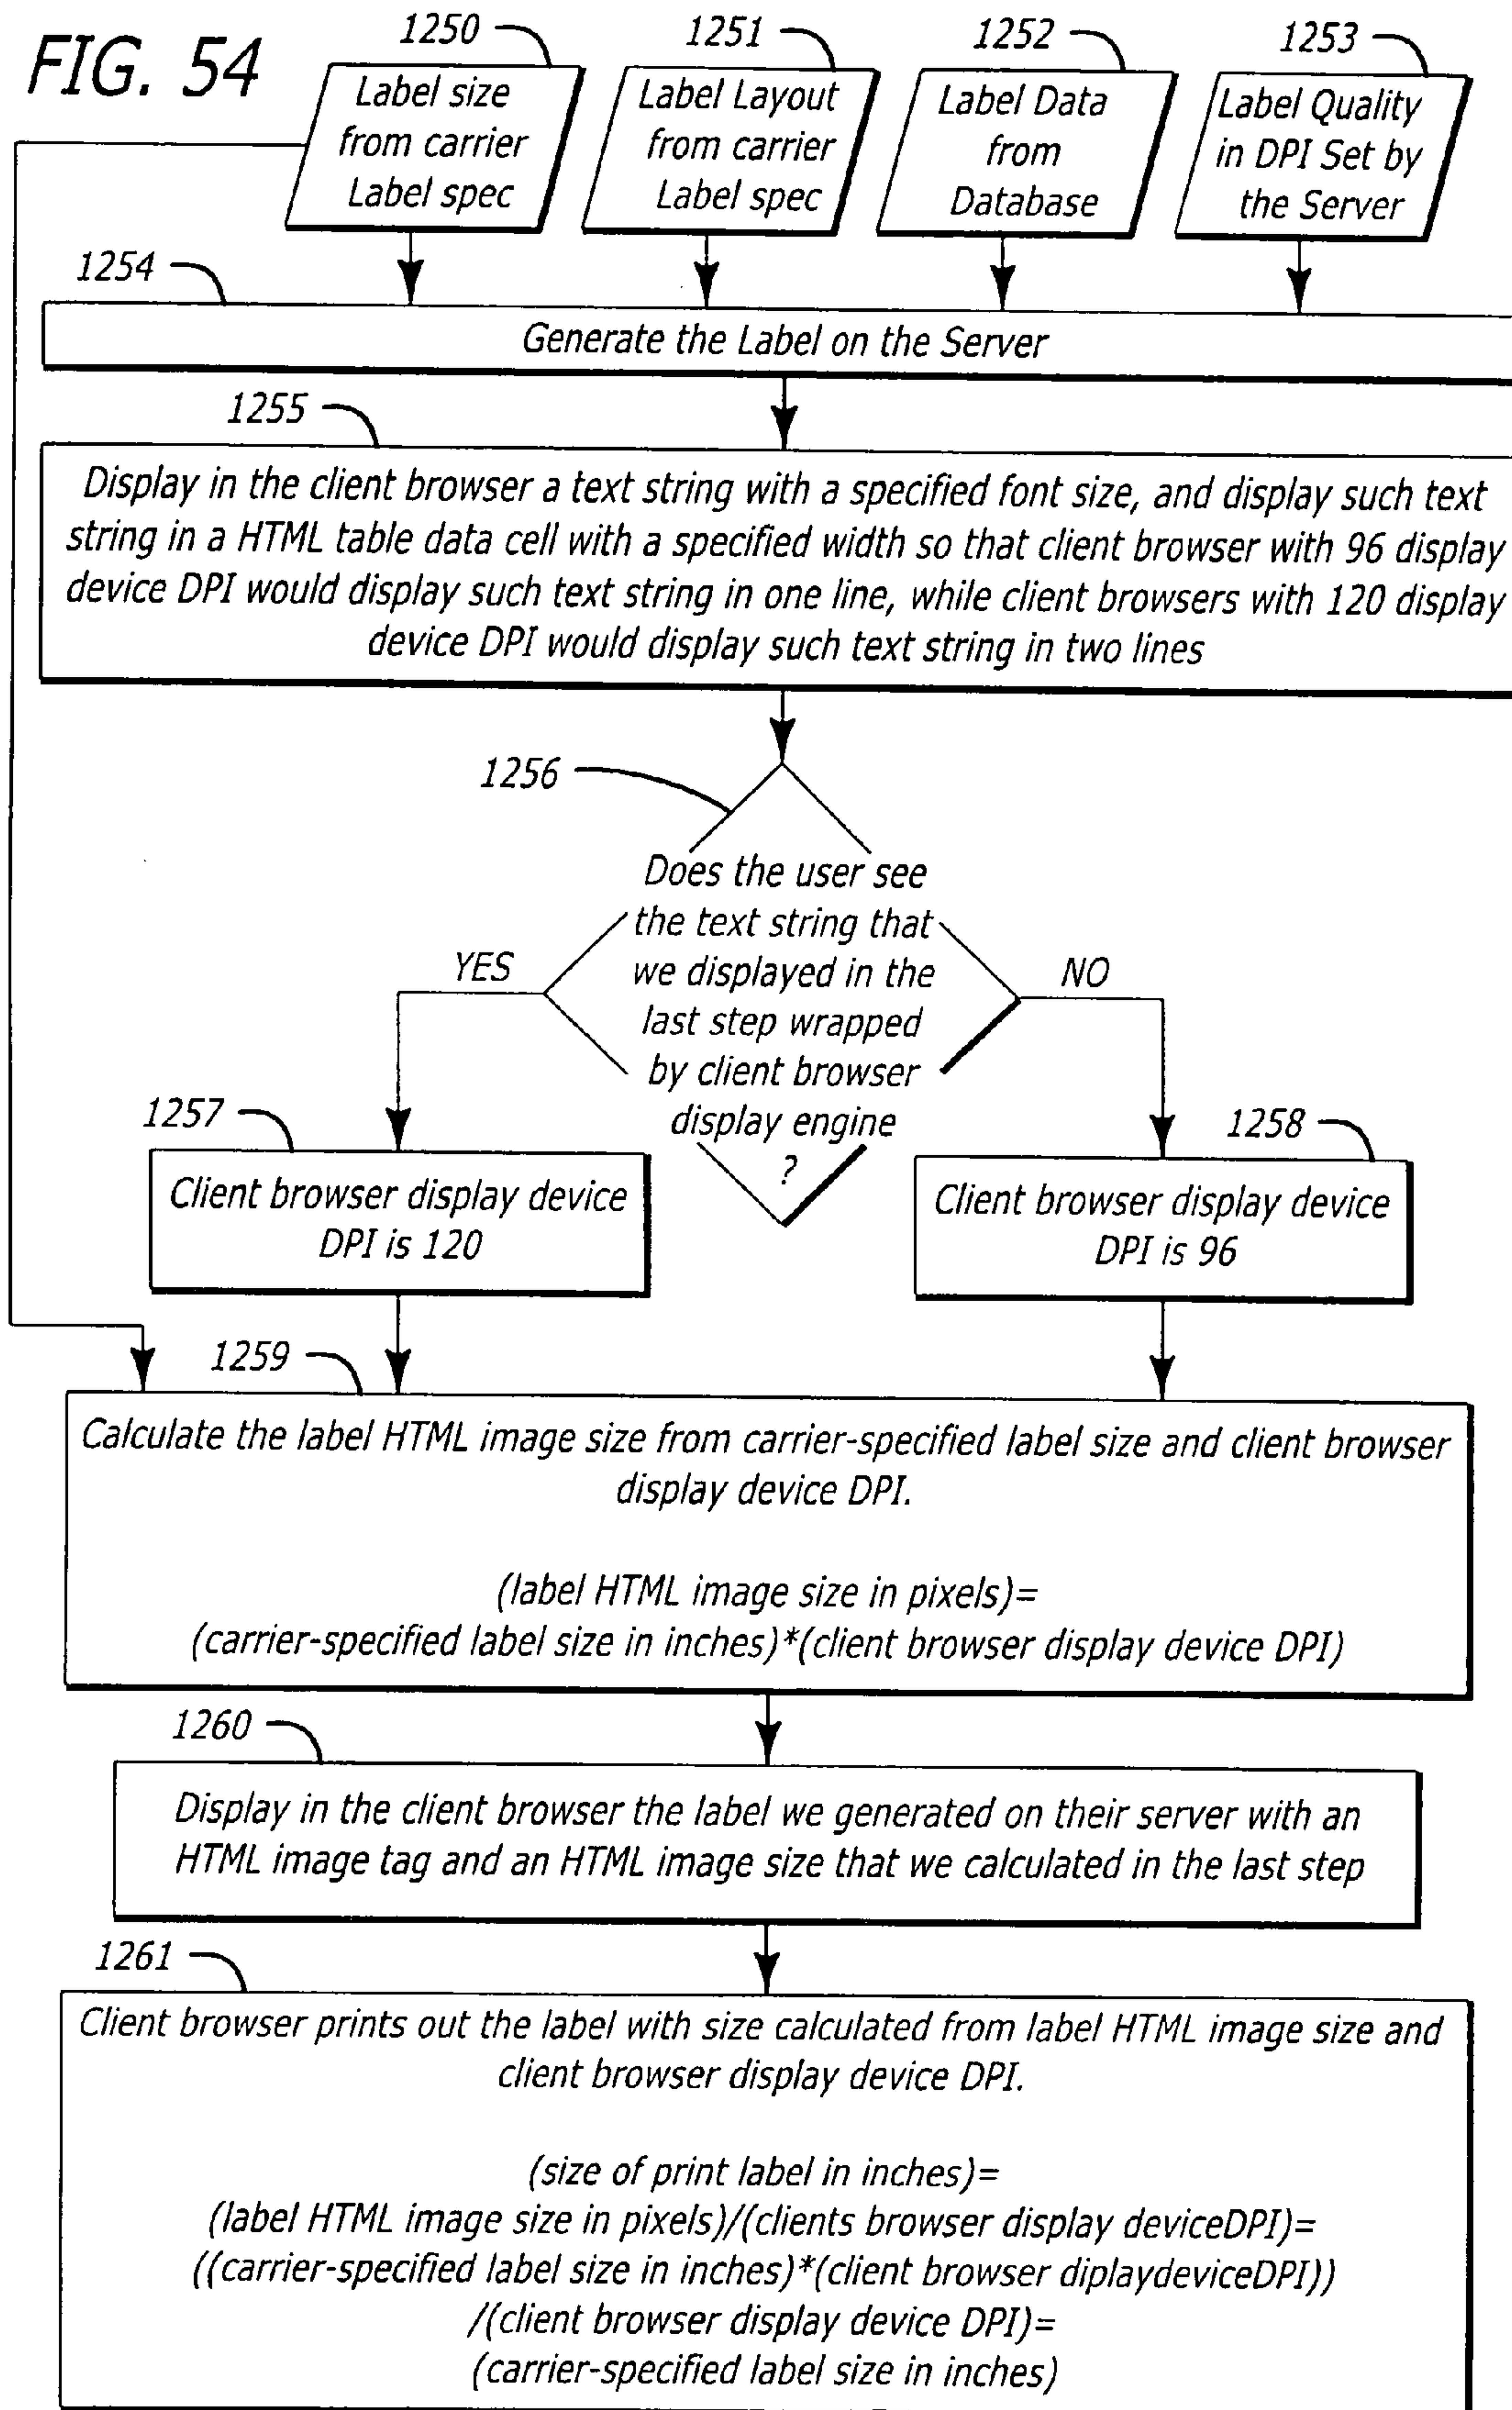 FIG. 54
1250
1251
1252
1253
Label size
from carrier
Label spec
Label Layout
from carrier
Label spec
Label Data
from
Database
Label Quality
in DPI Set by
the Server
1254
Generate the Label on the Server
1255
Display in the client browser a text string with a specified font size, and display such text
string in a HTML table data cell with a specified width so that client browser with 96 display
device DPI would display such text string in one line, while client browsers with 120 display
device DPI would display such text string in two lines
1256
Does the user see
the text string that
we displayed in the
last step wrapped
by client browser
display engine
?
YES
NO
1257
Client browser display device
DPI is 120
1258
Client browser display device
DPI is 96
1259
Calculate the label HTML image size from carrier-specified label size and client browser
display device DPI.
(label HTML image size in pixels)=
(carrier-specified label size in inches)*(client browser display device DPI)
1260
Display in the client browser the label we generated on their server with an
HTML image tag and an HTML image size that we calculated in the last step
1261
Client browser prints out the label with size calculated from label HTML image size and
client browser display device DPI.
(size of print label in inches)=
(label HTML image size in pixels)/(clients browser display deviceDPI)=
((carrier-specified label size in inches)*(client browser diplaydeviceDPI))
/(client browser display device DPI)=
(carrier-specified label size in inches)